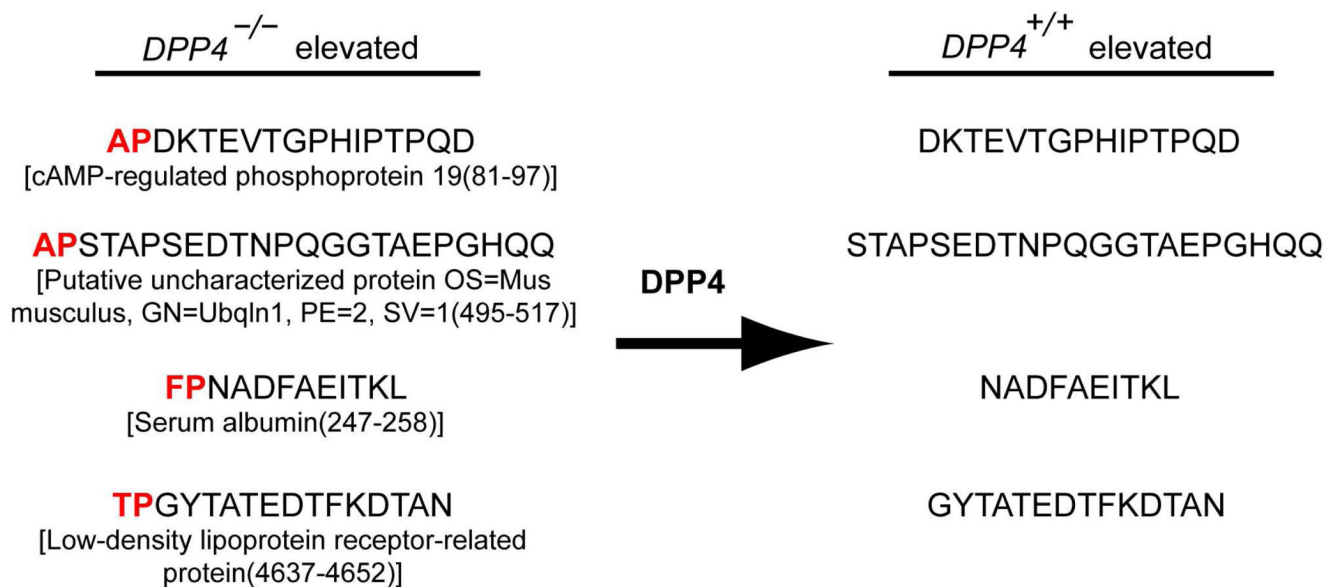 DPP4 –/– elevated
DPP4 +/+ elevated
APDKTEVTGPHIPTPQD
[cAMP-regulated phosphoprotein 19(81-97)]
DKTEVTGPHIPTPQD
APSTAPSEDTNPQGGTAEPGHQQ
[Putative uncharacterized protein OS=Mus
musculus, GN=Ubqln1, PE=2, SV=1(495-517)]
STAPSEDTNPQGGTAEPGHQQ
DPP4
FPNADFAEITKL
[Serum albumin(247-258)]
NADFAEITKL
TPGYTATEDTFKDTAN
[Low-density lipoprotein receptor-related
protein(4637-4652)]
GYTATEDTFKDTAN